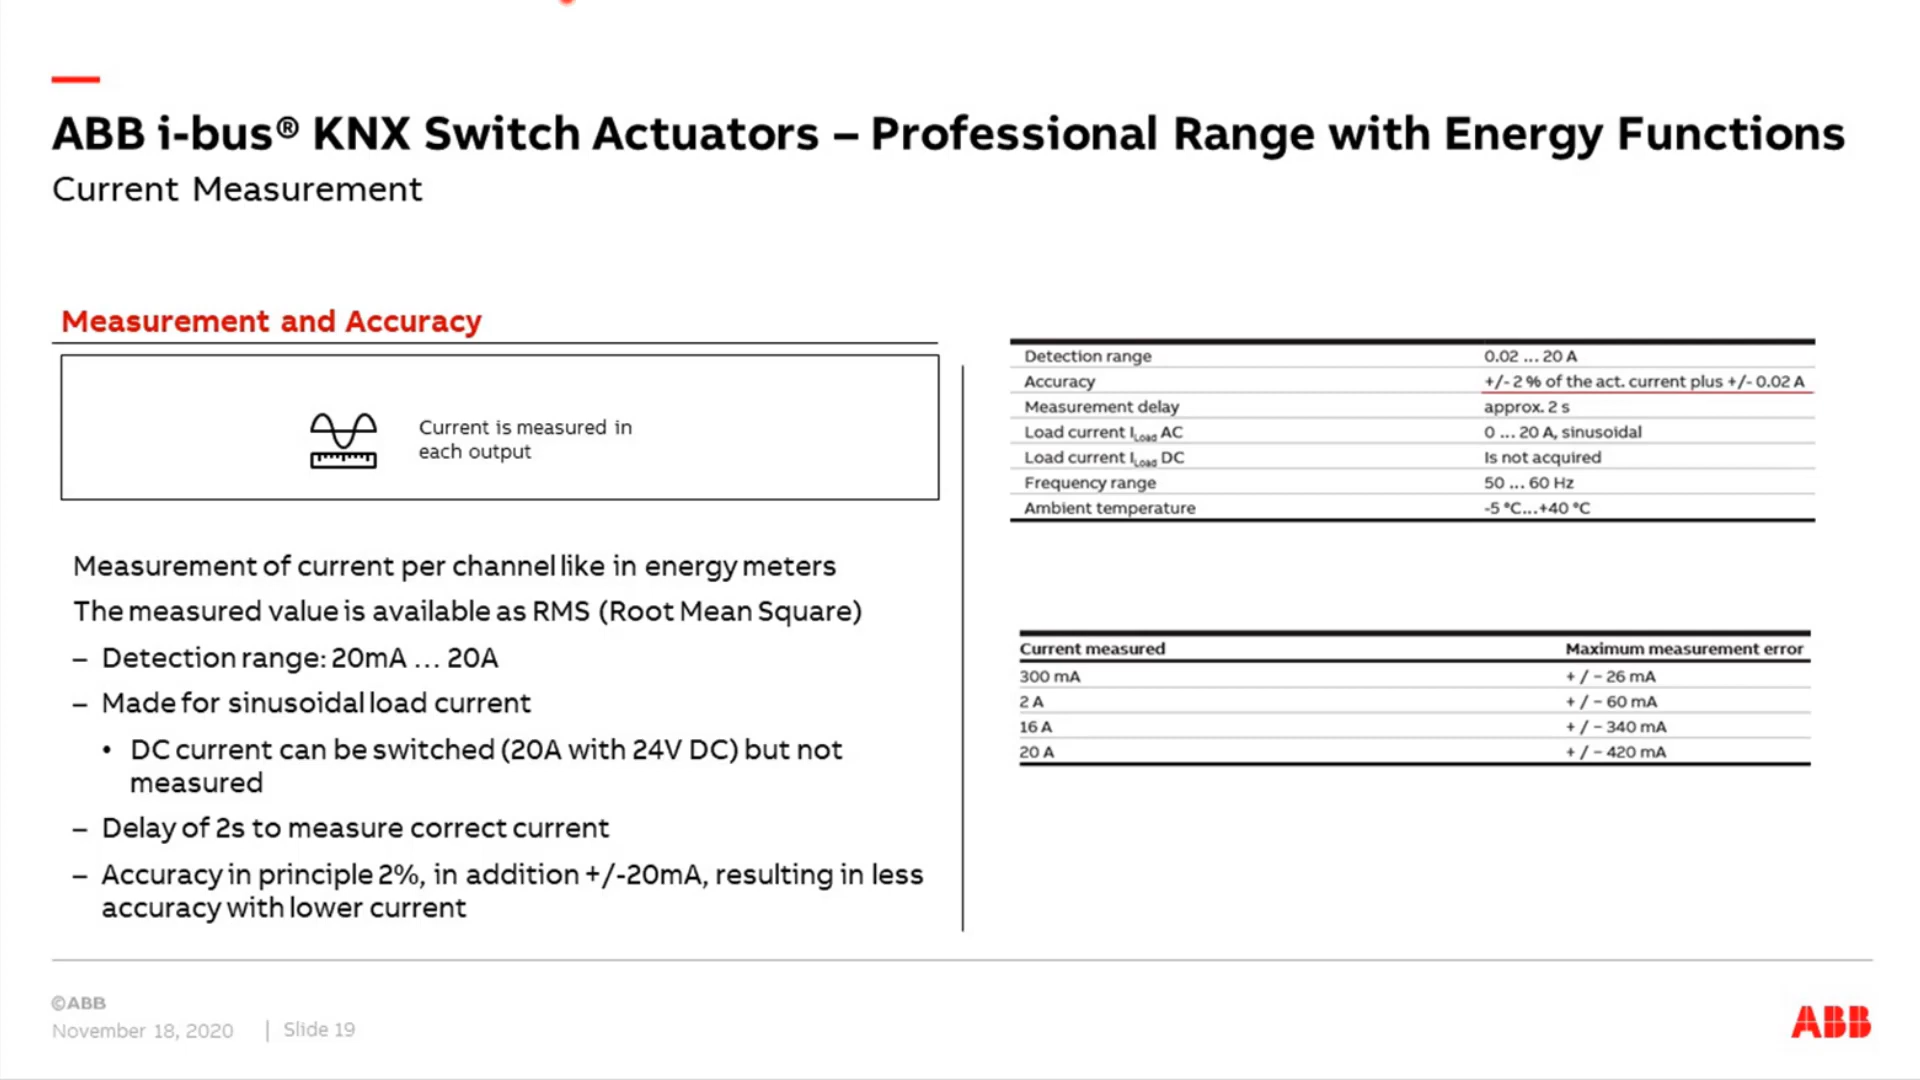 ABB i-bus® KNX Switch Actuators – Professional Range with Energy Functions
Current Measurement
Measurement and Accuracy
Current is measured in
each output
Measurement of current per channel like in energy meters
The measured value is available as RMS (Root Mean Square)
– Detection range: 20mA … 20A
– Made for sinusoidal load current
• DC current can be switched (20A with 24V DC) but not
measured
– Delay of 2s to measure correct current
– Accuracy in principle 2%, in addition +/-20mA, resulting in less
accuracy with lower current
Detection range 0.02 … 20 A
Accuracy +/- 2 % of the act. current plus +/- 0.02 A
Measurement delay approx. 2 s
Load current I Load AC 0 … 20 A, sinusoidal
Load current I Load DC Is not acquired
Frequency range 50 … 60 Hz
Ambient temperature -5 °C…+40 °C
Current measured Maximum measurement error
300 mA + / – 26 mA
2 A + / – 60 mA
16 A + / – 340 mA
20 A + / – 420 mA
©ABB
November 18, 2020 | Slide 19
ABB